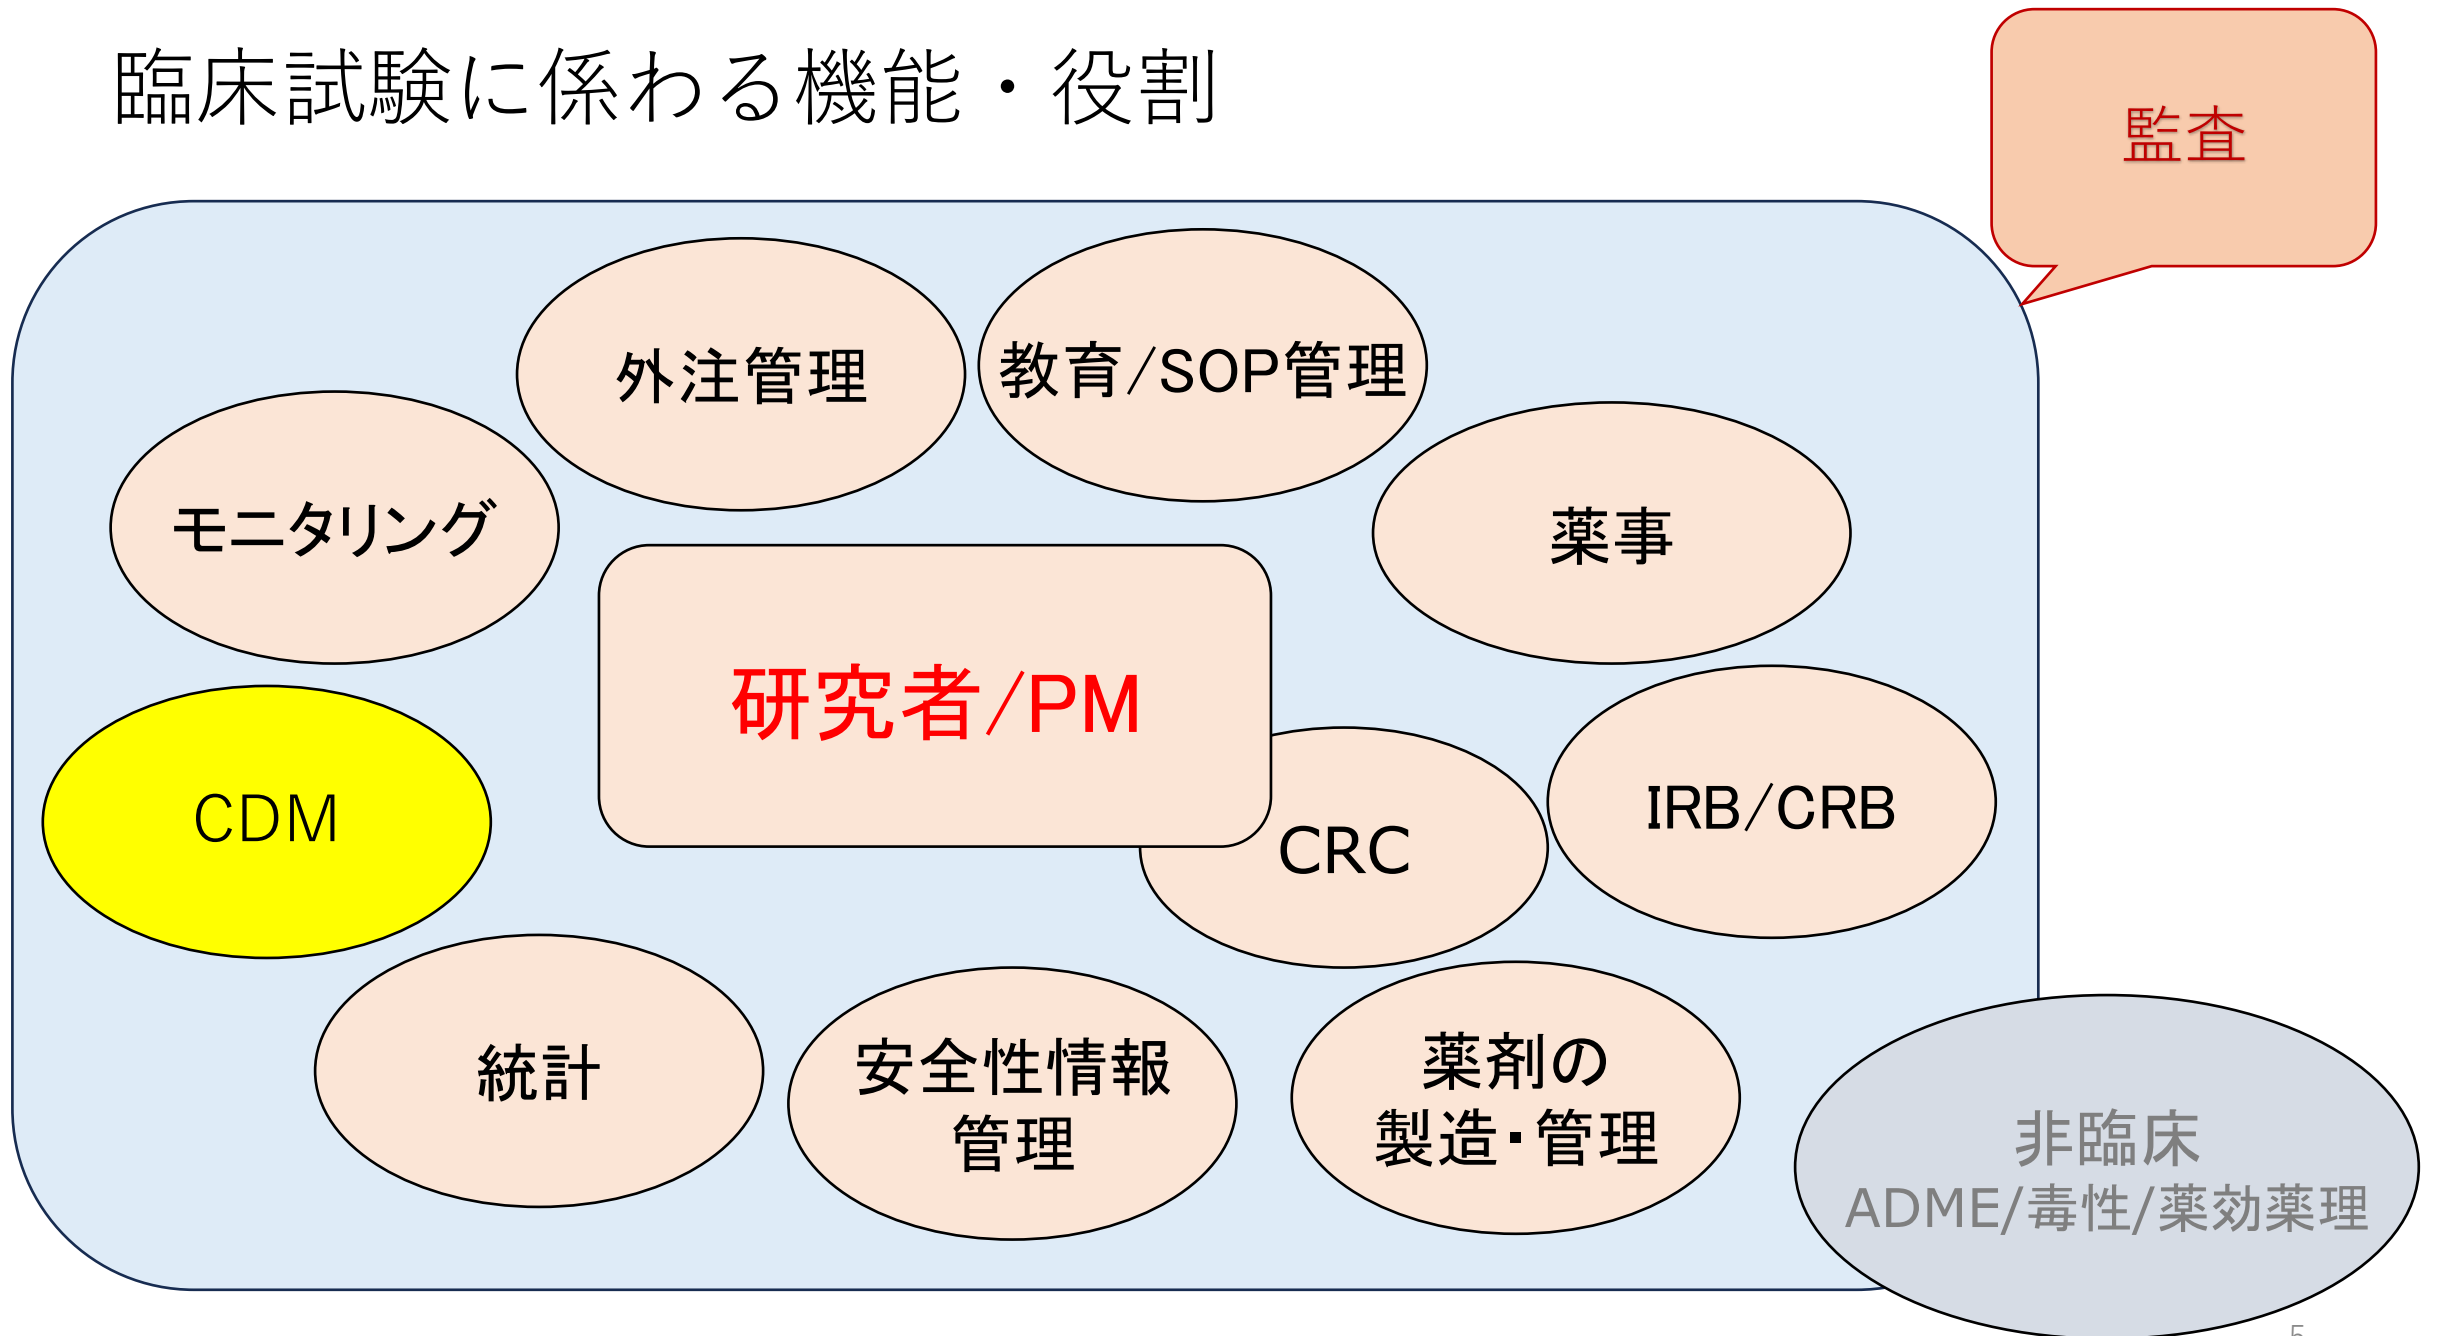 臨床試験に係わる機能・役割
監査
外注管理
教育/SOP管理
モニタリング
薬事
研究者/PM
CDM
CRC
IRB/CRB
統計
安全性情報
管理
薬剤の
製造・管理
非臨床
ADME/毒性/薬効薬理
5